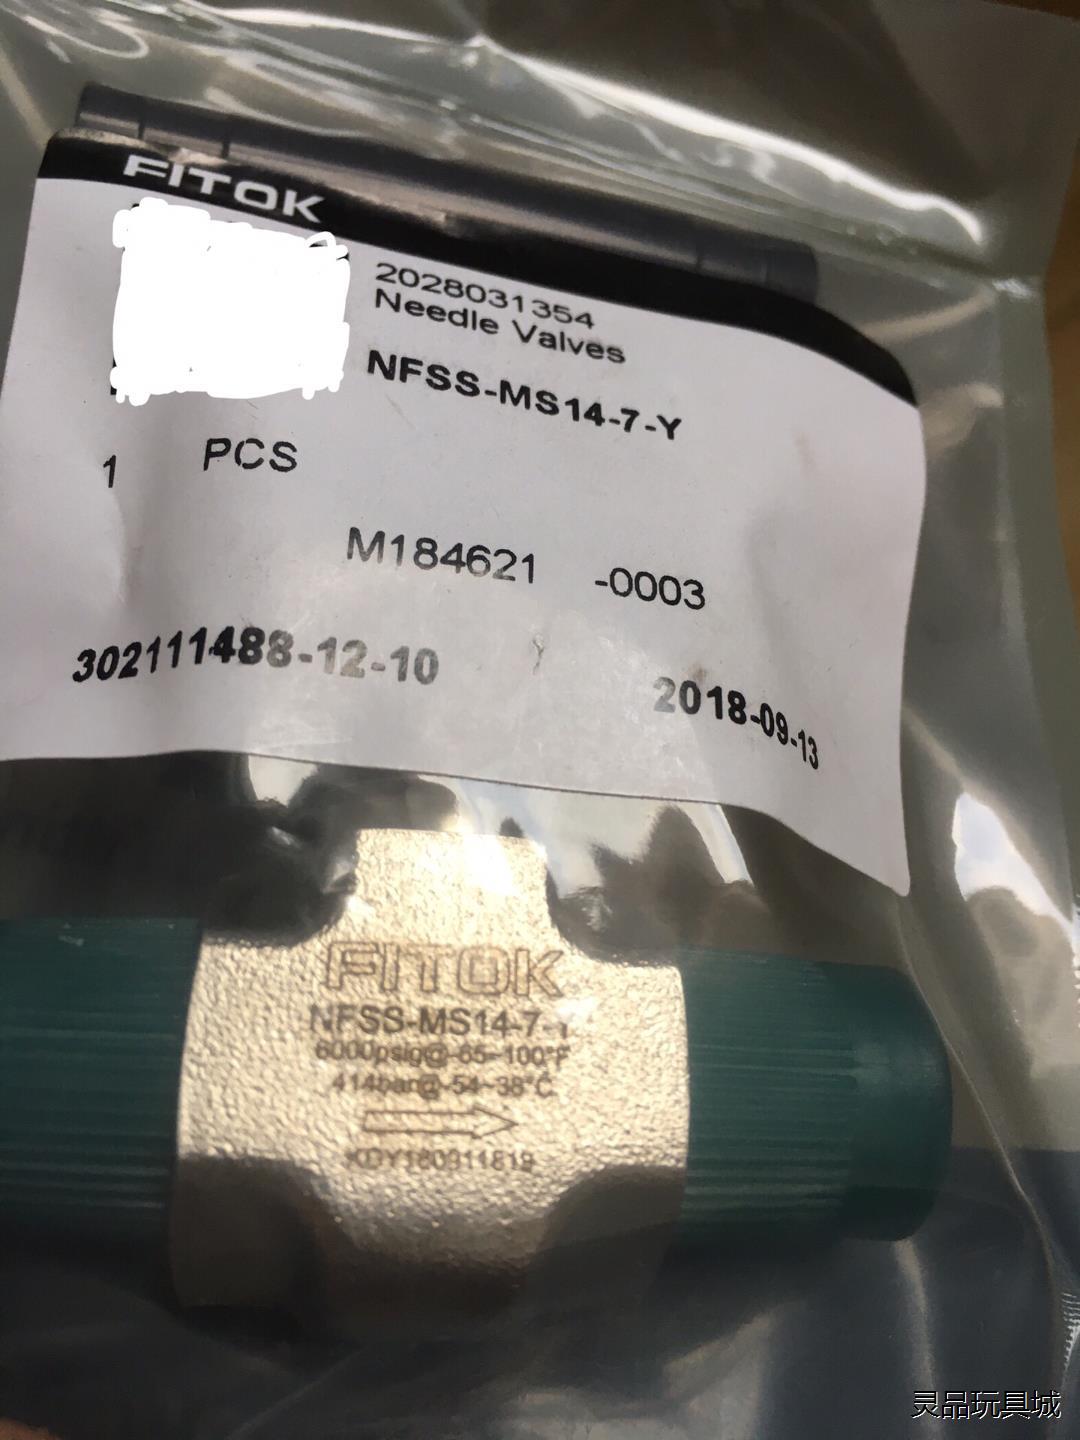 FITOK
2028031354
Needle Valves
NFSS-MS14-7-Y
1 PCS
M184621 -0003
302111488-12-10
2018-09-13
FITOK
NFSS-MS14-7-Y
6000psig@-65~100°F
414bar@-54~38°C
KDY180911819
灵品玩具城